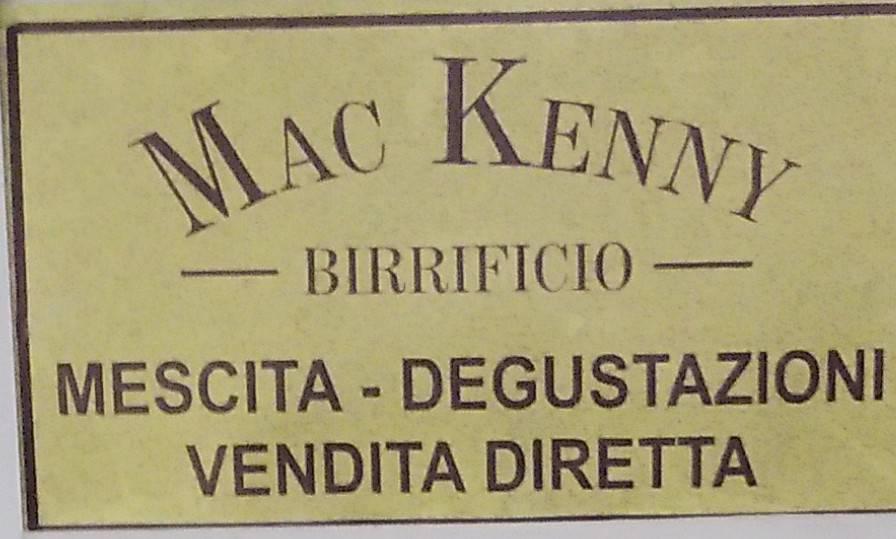 MAC KENNY
BIRRIFICIO
MESCITA - DEGUSTAZIONI
VENDITA DIRETTA